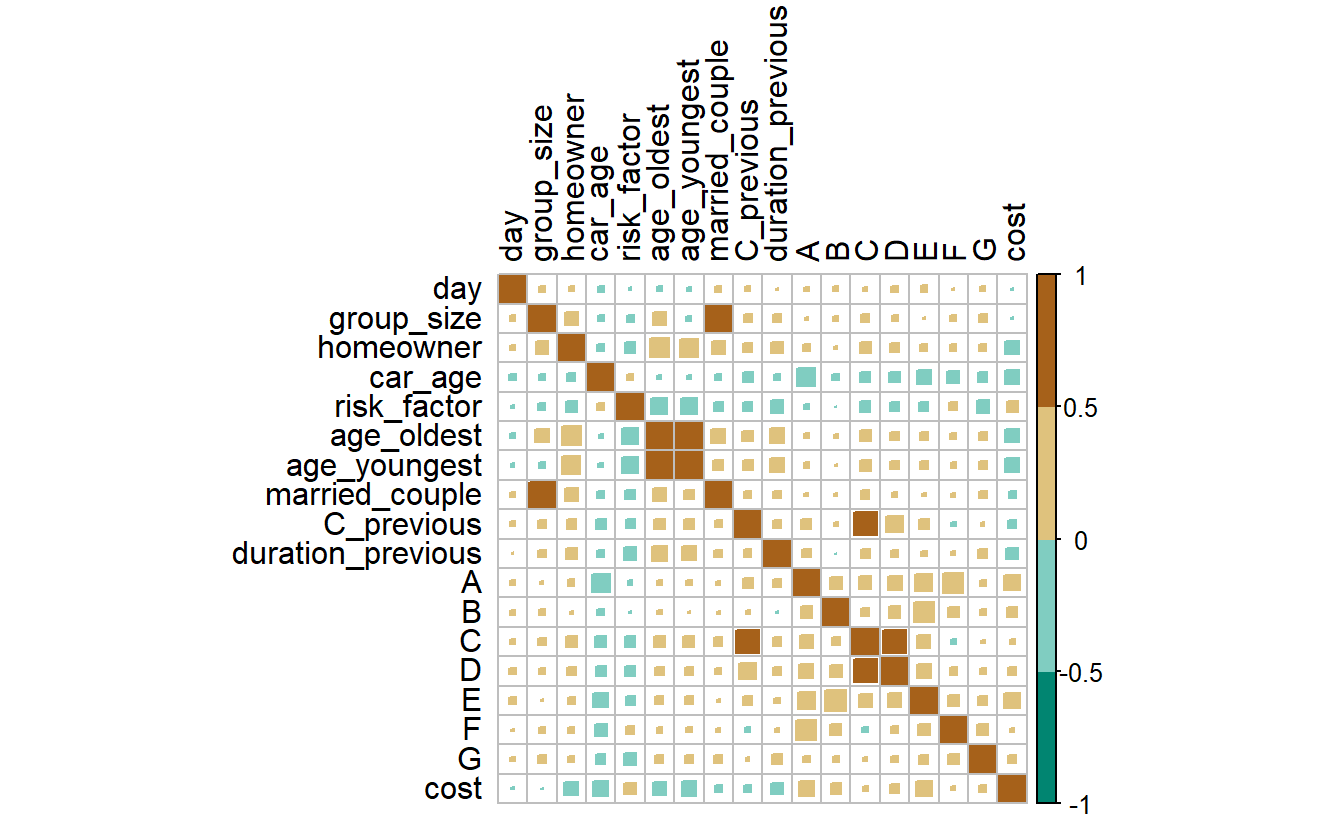 day
group_size
homeowner
car_age
risk_factor
age_oldest
age_youngest
married_couple
C_previous
duration_previous
A
B
C
D
E
F
G
cost
day
group_size
homeowner
car_age
risk_factor
age_oldest
age_youngest
married_couple
C_previous
duration_previous
A
B
C
D
E
F
G
cost
1
0.5
0
-0.5
-1